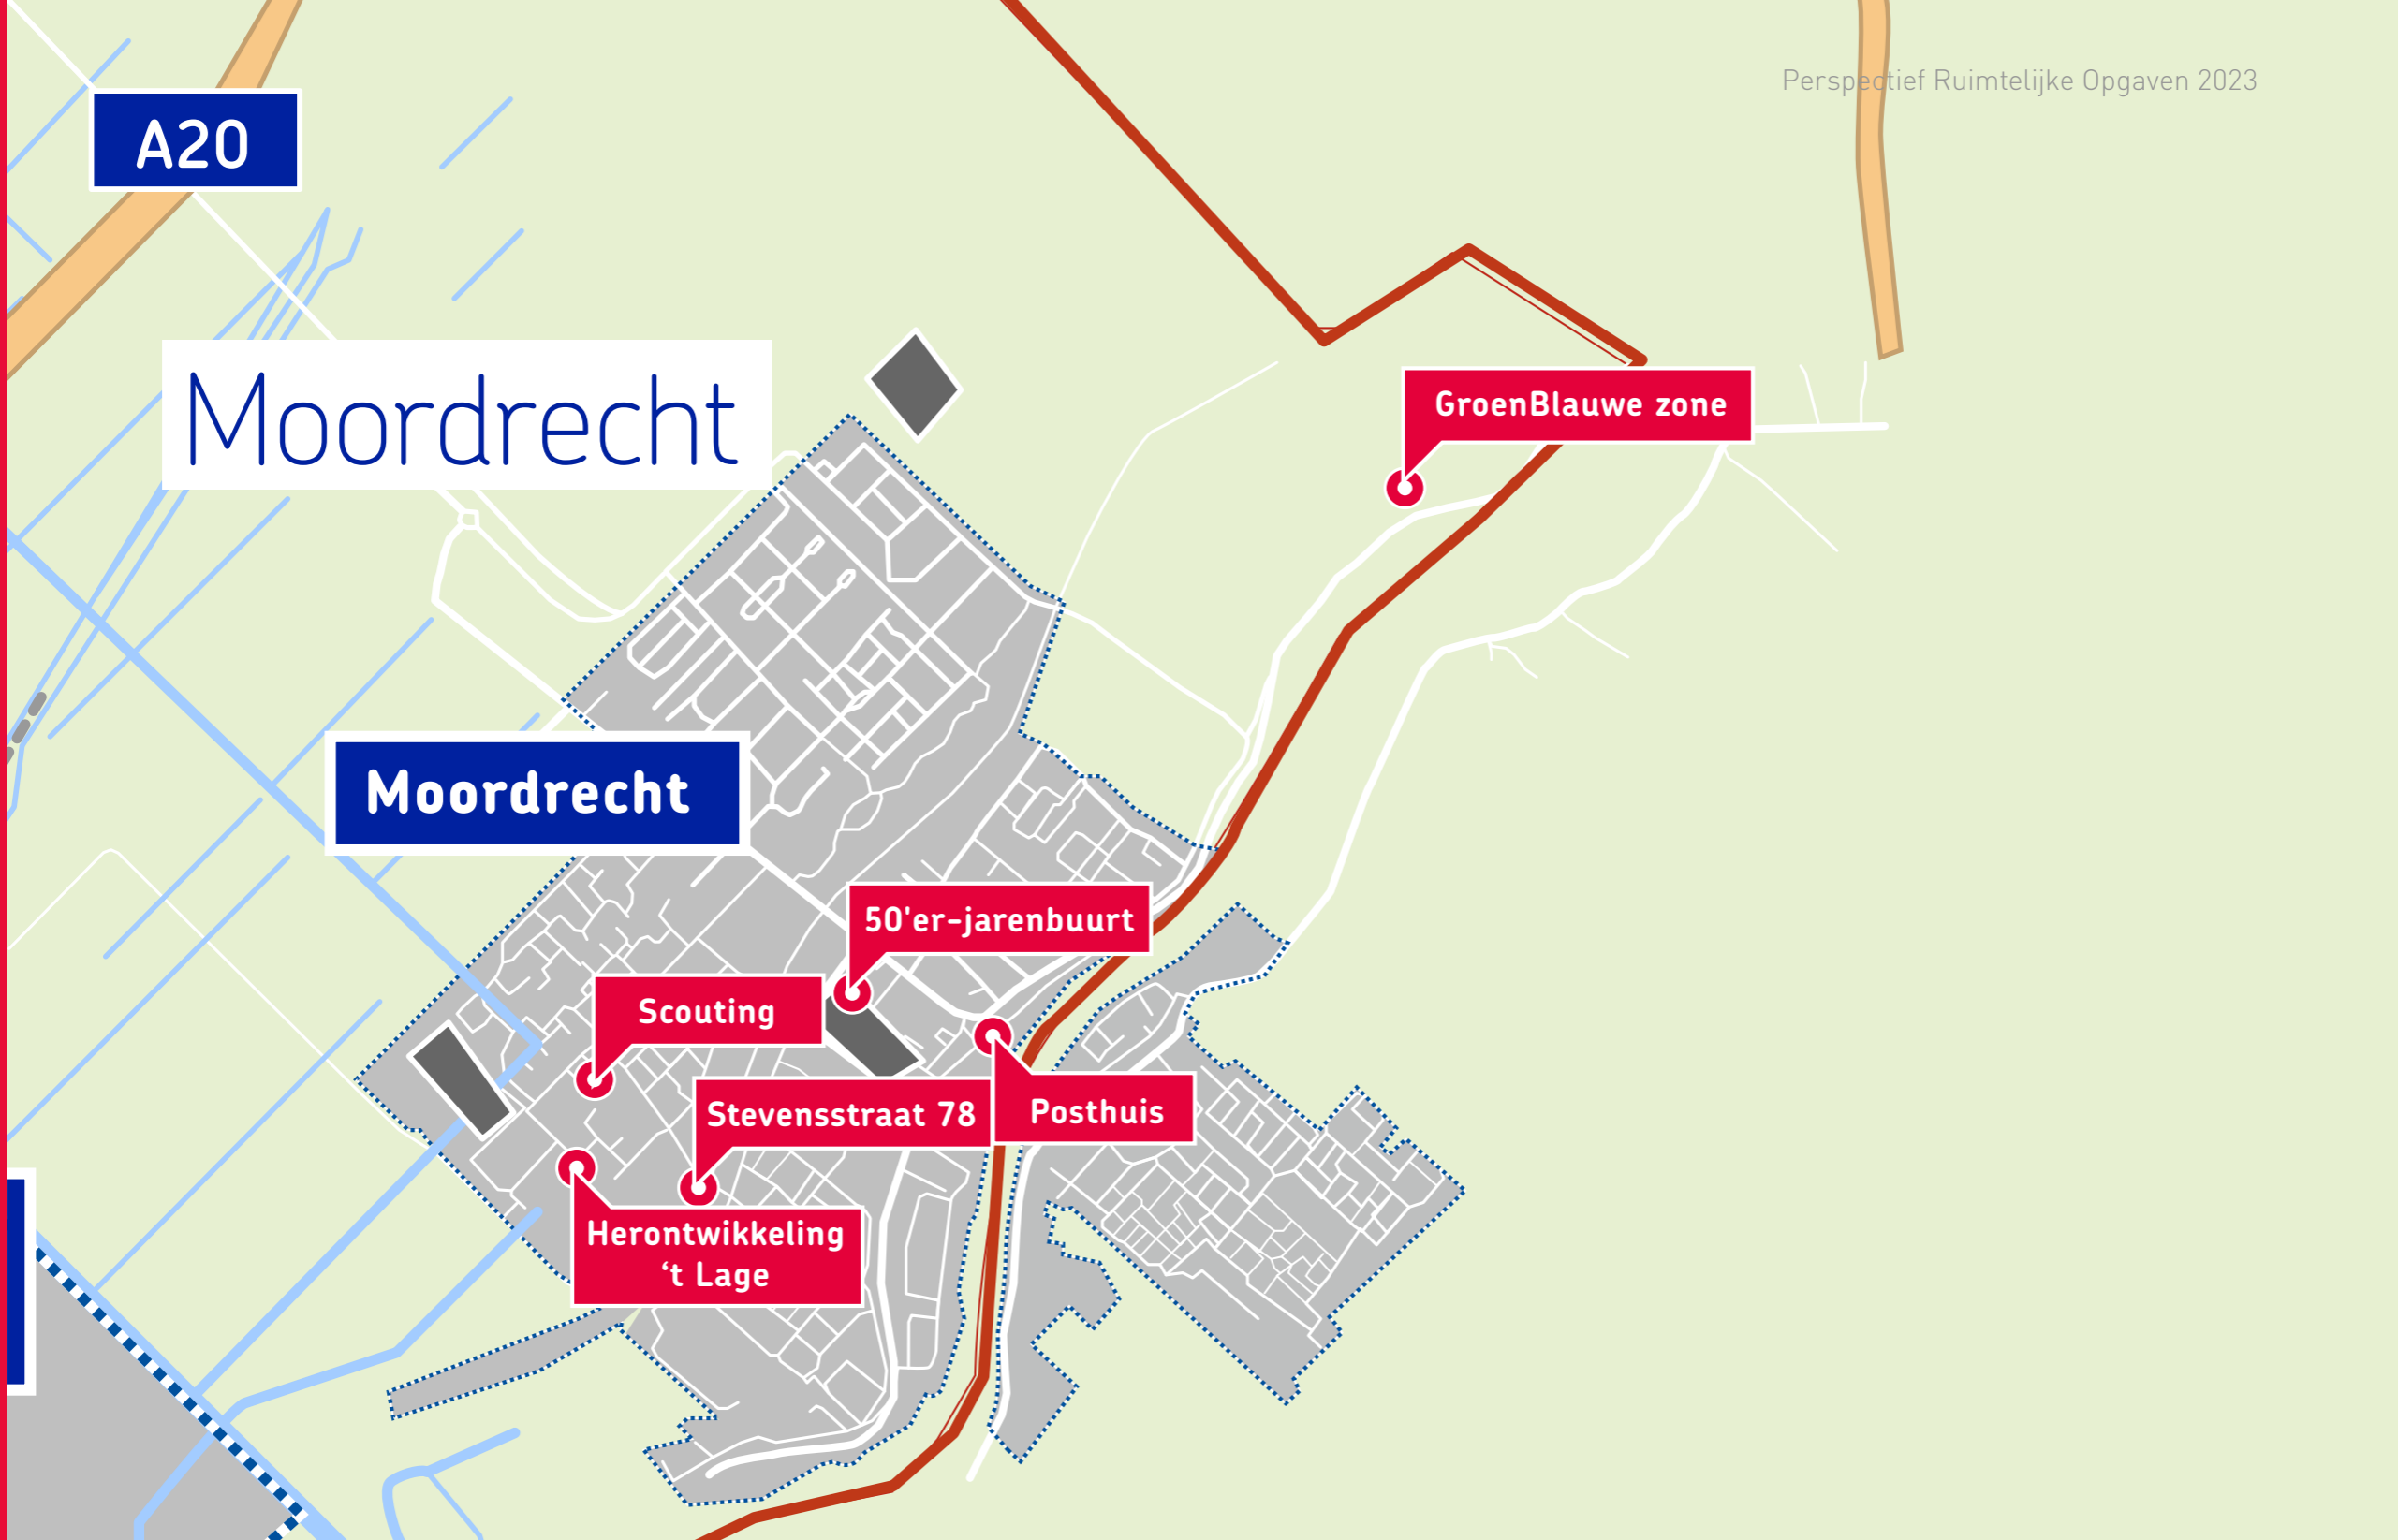 Perspectief Ruimtelijke Opgaven 2023
A20
Moordrecht
GroenBlauwe zone
Moordrecht
50'er-jarenbuurt
Scouting
Stevensstraat 78
Posthuis
Herontwikkeling
‘t Lage